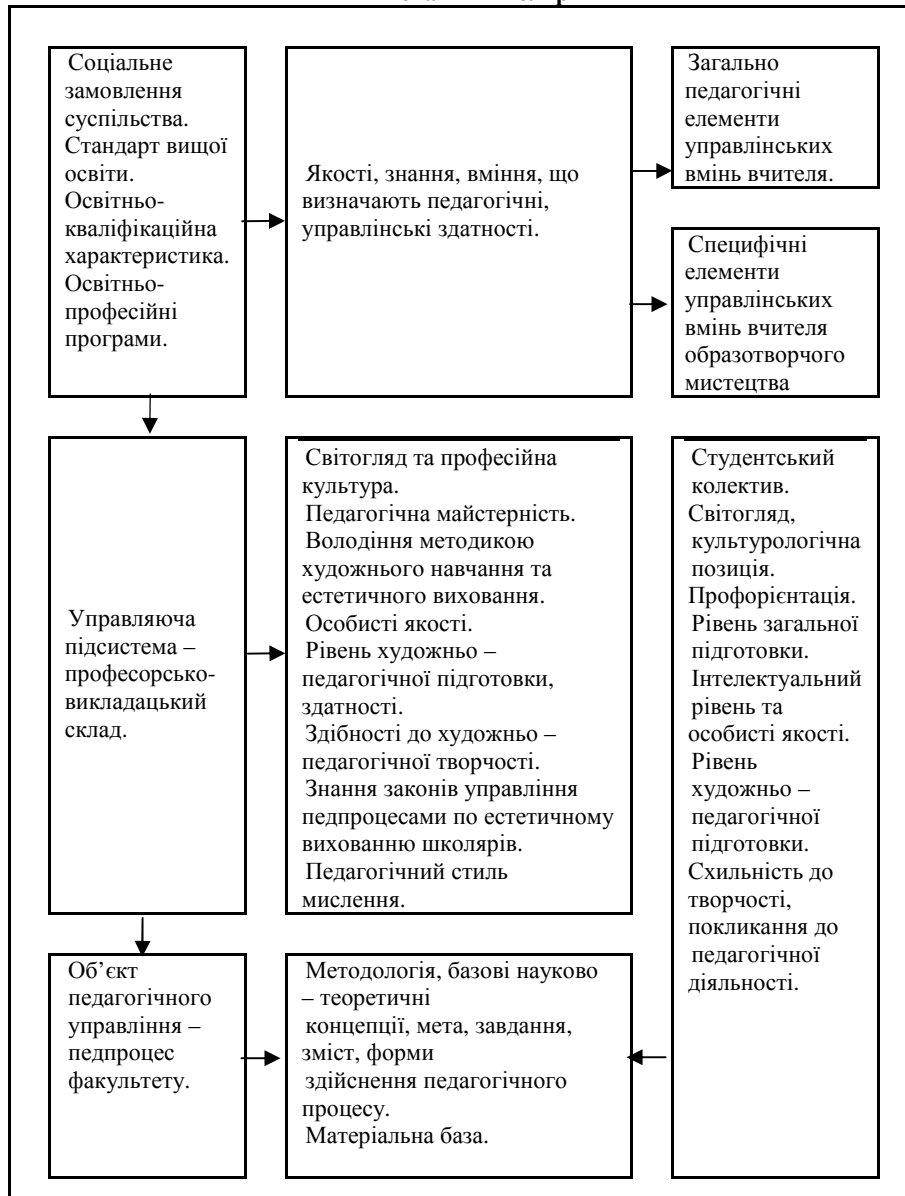 Соціальне
замовлення
суспільства.
Стандарт вищої
освіти.
Освітньо-
кваліфікаційна
характеристика.
Освітньо-
професійні
програми.
Якості, знання, вміння, що
визначають педагогічні,
управлінські здатності.
Загально
педагогічні
елементи
управлінських
вмінь вчителя.
Специфічні
елементи
управлінських
вмінь вчителя
образотворчого
мистецтва
Управляюча
підсистема –
професорсько-
викладацький
склад.
Світогляд та професійна
культура.
Педагогічна майстерність.
Володіння методикою
художнього навчання та
естетичного виховання.
Особисті якості.
Рівень художньо –
педагогічної підготовки,
здатності.
Здібності до художньо –
педагогічної творчості.
Знання законів управління
педпроцесами по естетичному
вихованню школярів.
Педагогічний стиль
мислення.
Студентський
колектив.
Світогляд,
культурологічна
позиція.
Профорієнтація.
Рівень загальної
підготовки.
Інтелектуальний
рівень та
особисті якості.
Рівень
художньо –
педагогічної
підготовки.
Схильність до
творчості,
покликання до
педагогічної
діяльності.
Об’єкт
педагогічного
управління –
педпроцес
факультету.
Методологія, базові науково
– теоретичні
концепції, мета, завдання,
зміст, форми
здійснення педагогічного
процесу.
Матеріальна база.